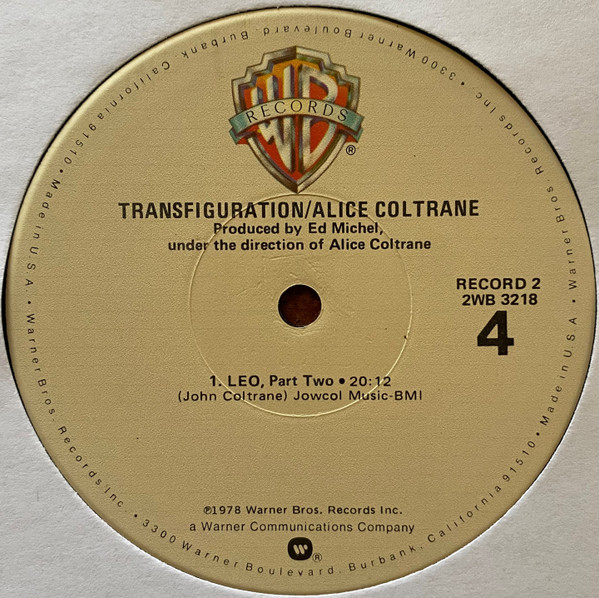 WB
RECORDS
®
TRANSFIGURATION/ALICE COLTRANE
Produced by Ed Michel,
under the direction of Alice Coltrane
RECORD 2
2WB 3218
4
1. LEO, Part Two • 20:12
(John Coltrane) Jowcol Music-BMI
℗1978 Warner Bros. Records Inc.
a Warner Communications Company
W®
Warner Bros. Records Inc. • 3300 Warner Boulevard, Burbank, California 91510 • Made in U.S.A. • Warner Bros. Records Inc. • 3300 Warner Boulevard, Burbank, California 91510 • Made in U.S.A. •